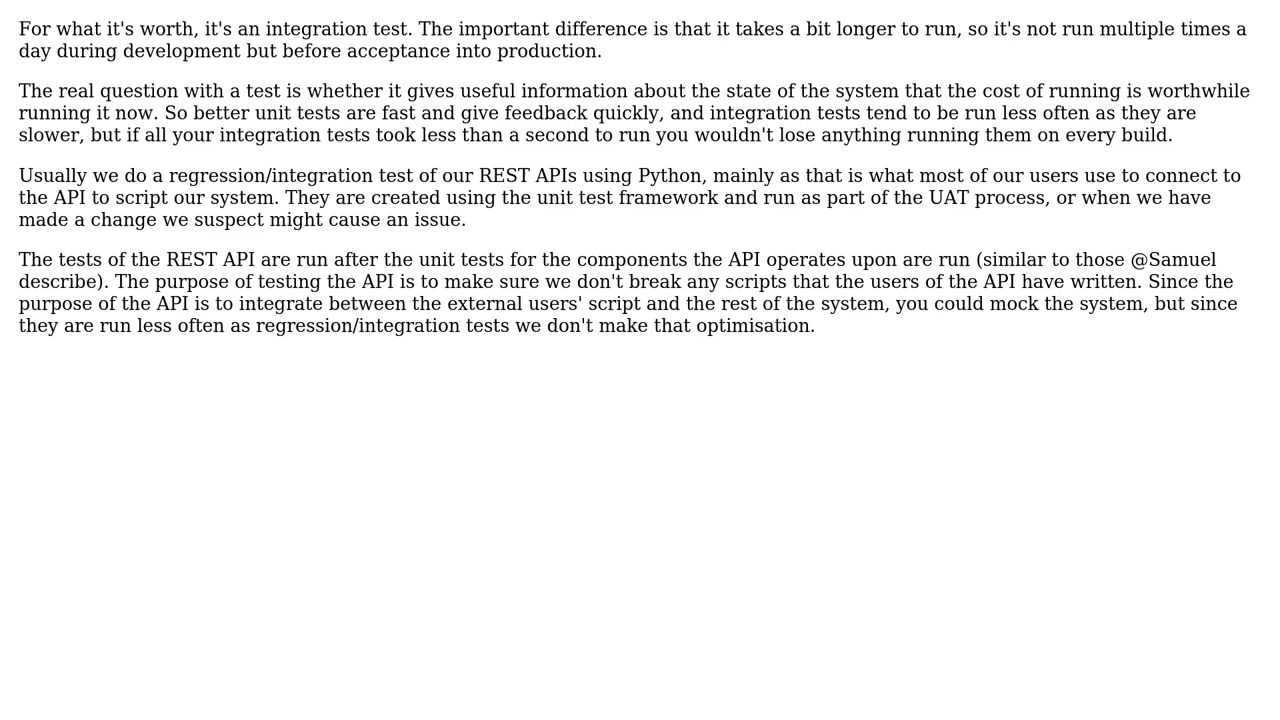 For what it's worth, it's an integration test. The important difference is that it takes a bit longer to run, so it's not run multiple times a
day during development but before acceptance into production.
The real question with a test is whether it gives useful information about the state of the system that the cost of running is worthwhile
running it now. So better unit tests are fast and give feedback quickly, and integration tests tend to be run less often as they are
slower, but if all your integration tests took less than a second to run you wouldn't lose anything running them on every build.
Usually we do a regression/integration test of our REST APIs using Python, mainly as that is what most of our users use to connect to
the API to script our system. They are created using the unit test framework and run as part of the UAT process, or when we have
made a change we suspect might cause an issue.
The tests of the REST API are run after the unit tests for the components the API operates upon are run (similar to those @Samuel
describe). The purpose of testing the API is to make sure we don't break any scripts that the users of the API have written. Since the
purpose of the API is to integrate between the external users' script and the rest of the system, you could mock the system, but since
they are run less often as regression/integration tests we don't make that optimisation.